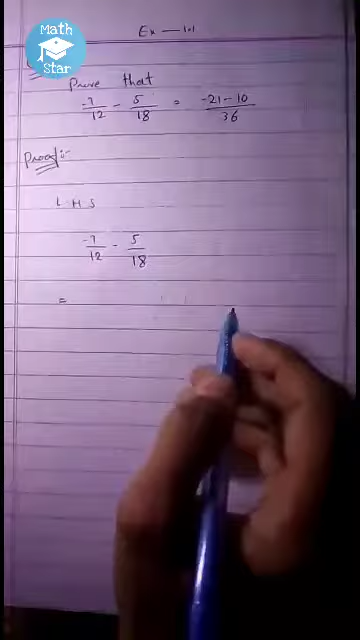 Math
Star
Ex — 1.1
Prove that
-7/12 - 5/18 = -21-10/36
Proof:-
L H S
-7/12 - 5/18
=